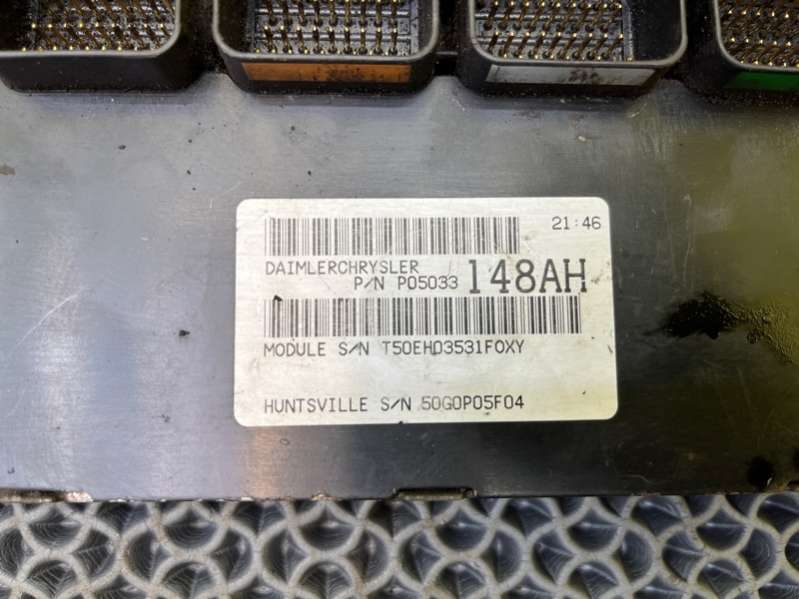 21:46
DAIMLERCHRYSLER
P/N P05033 148AH
MODULE S/N T50EH03531F0XY
HUNTSVILLE S/N 50G0P05F04